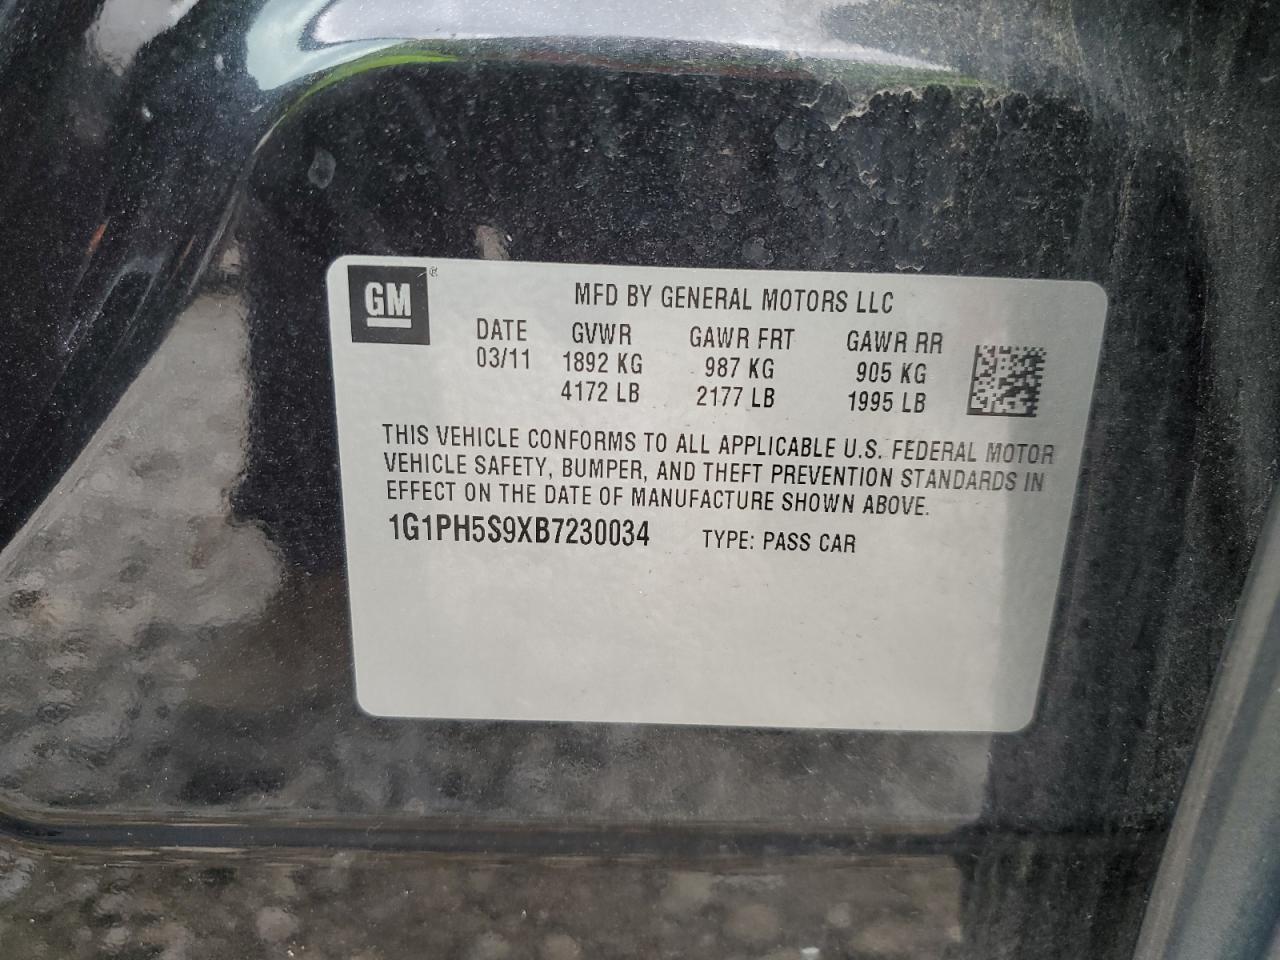 GM®
MFD BY GENERAL MOTORS LLC
DATE GVWR GAWR FRT GAWR RR
03/11 1892 KG 987 KG 905 KG
4172 LB 2177 LB 1995 LB
THIS VEHICLE CONFORMS TO ALL APPLICABLE U.S. FEDERAL MOTOR
VEHICLE SAFETY, BUMPER, AND THEFT PREVENTION STANDARDS IN
EFFECT ON THE DATE OF MANUFACTURE SHOWN ABOVE.
1G1PH5S9XB7230034 TYPE: PASS CAR